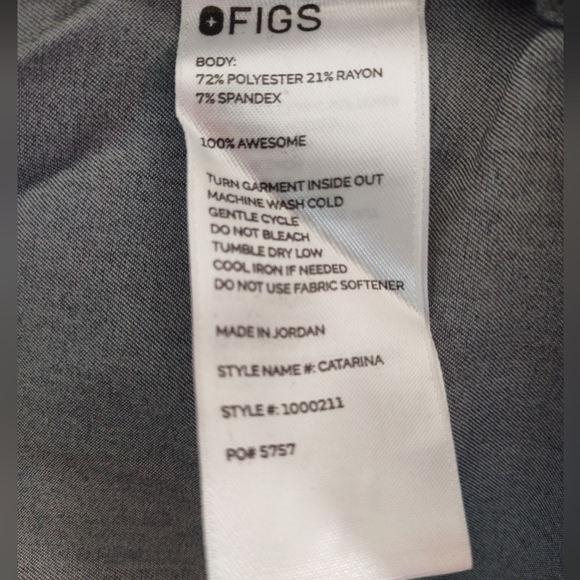 FIGS
BODY:
72% POLYESTER 21% RAYON
7% SPANDEX
100% AWESOME
TURN GARMENT INSIDE OUT
MACHINE WASH COLD
GENTLE CYCLE
DO NOT BLEACH
TUMBLE DRY LOW
COOL IRON IF NEEDED
DO NOT USE FABRIC SOFTENER
MADE IN JORDAN
STYLE NAME #: CATARINA
STYLE #: 1000211
PO# 5757